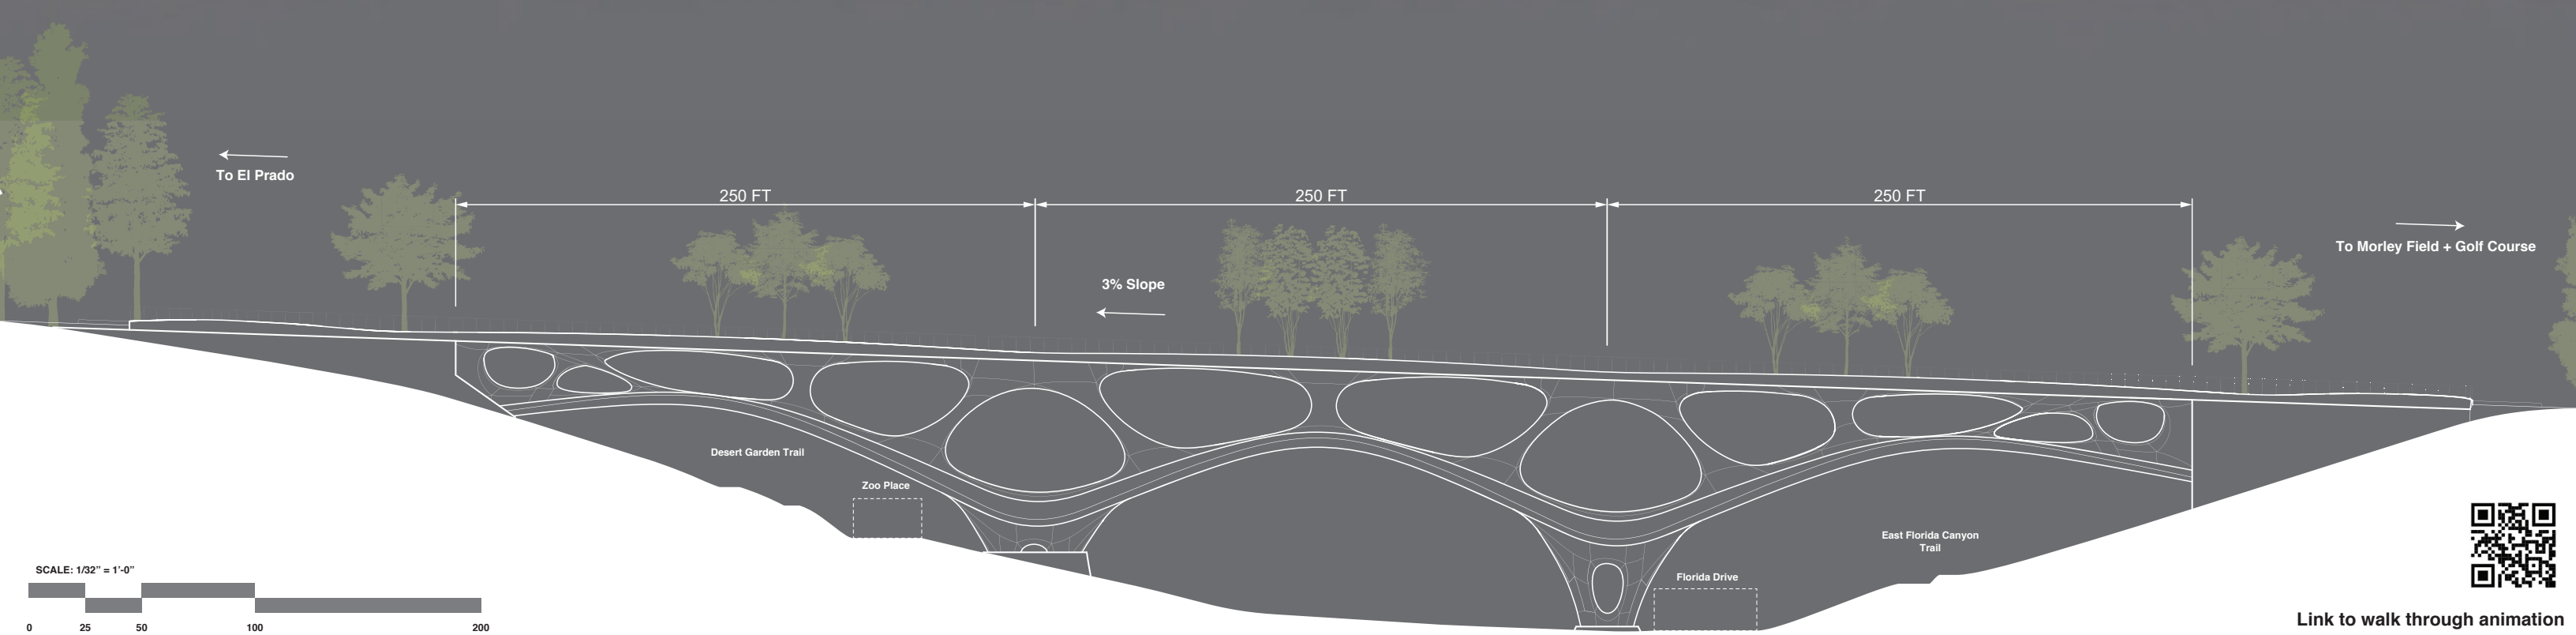 To El Prado
250 FT
250 FT
250 FT
To Morley Field + Golf Course
3% Slope
Desert Garden Trail
Zoo Place
East Florida Canyon
Trail
Florida Drive
SCALE: 1/32" = 1'-0"
0 25 50 100 200
Link to walk through animation